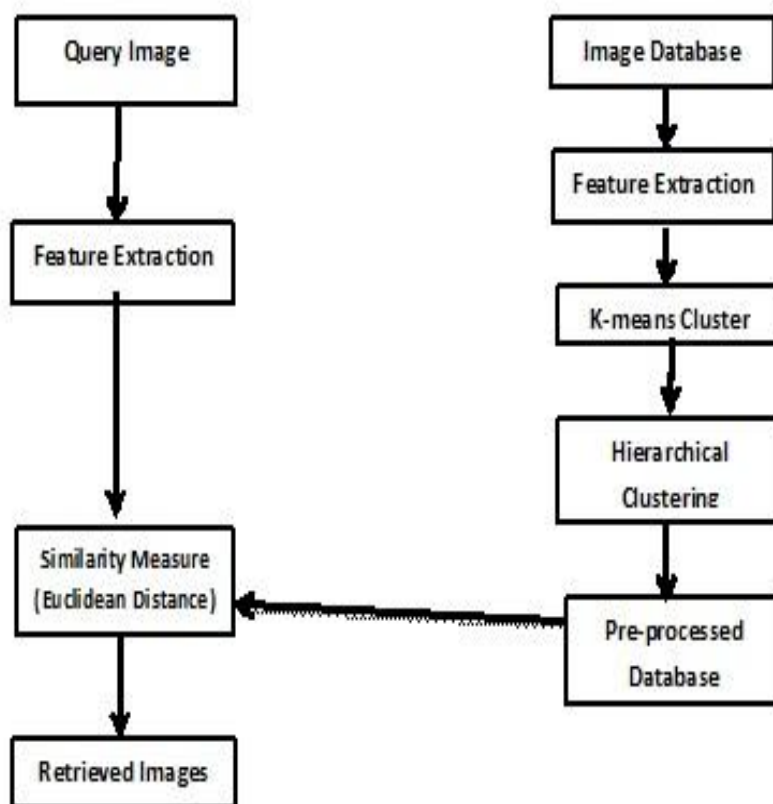 Query Image
Feature Extraction
Similarity Measure
(Euclidean Distance)
Retrieved Images
Image Database
Feature Extraction
K-means Cluster
Hierarchical
Clustering
Pre-processed
Database